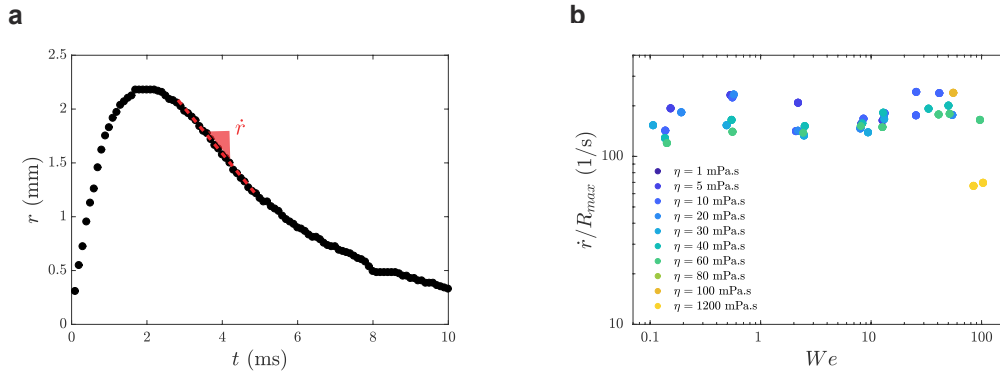 a
2.5
2
1.5
1
0.5
0
0
2
4
6
8
10
r (mm)
t (ms)
ṙ
b
100
10
ṙ/R_max (1/s)
η = 1 mPa.s
η = 5 mPa.s
η = 10 mPa.s
η = 20 mPa.s
η = 30 mPa.s
η = 40 mPa.s
η = 60 mPa.s
η = 80 mPa.s
η = 100 mPa.s
η = 1200 mPa.s
0.1
1
10
100
We